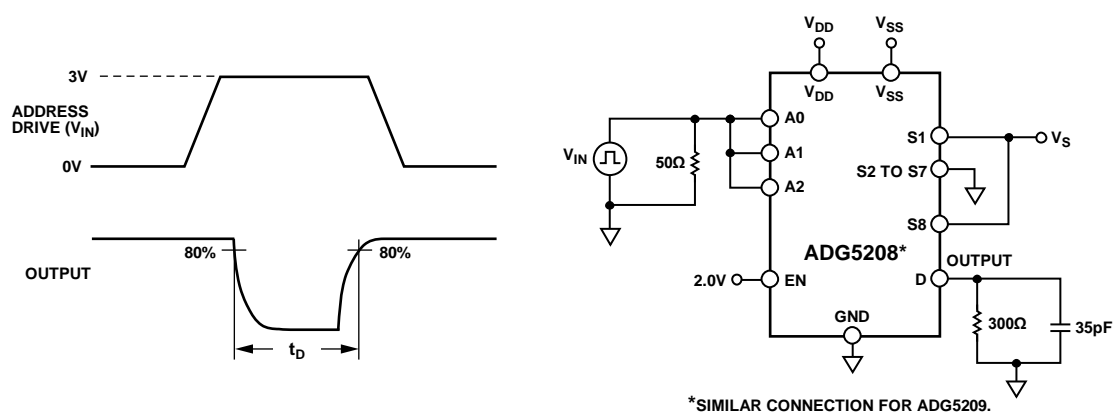 3V
ADDRESS
DRIVE (VIN)
0V
80%
80%
OUTPUT
tD
VDD
VSS
VDD
VSS
A0
A1
A2
VIN
50Ω
S1
VS
S2 TO S7
S8
ADG5208*
OUTPUT
2.0V
EN
D
GND
300Ω
35pF
*SIMILAR CONNECTION FOR ADG5209.